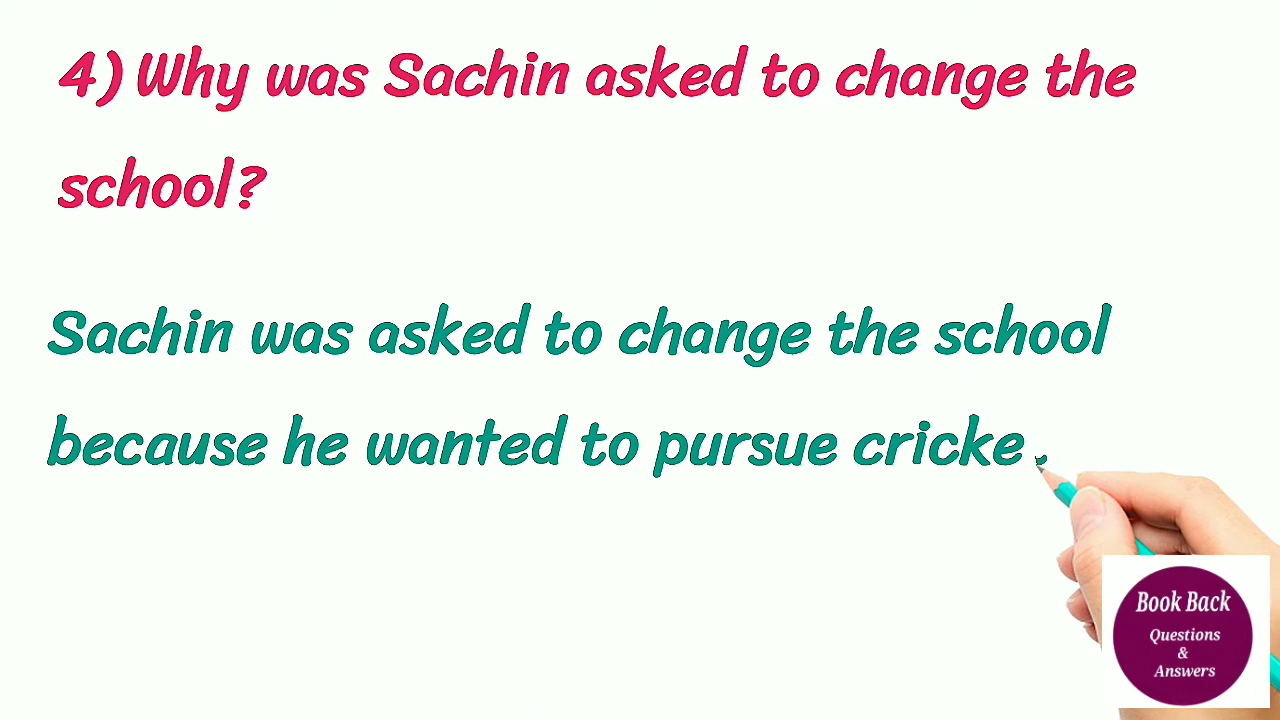 4) Why was Sachin asked to change the
school?
Sachin was asked to change the school
because he wanted to pursue cricke
Book Back
Questions
&
Answers